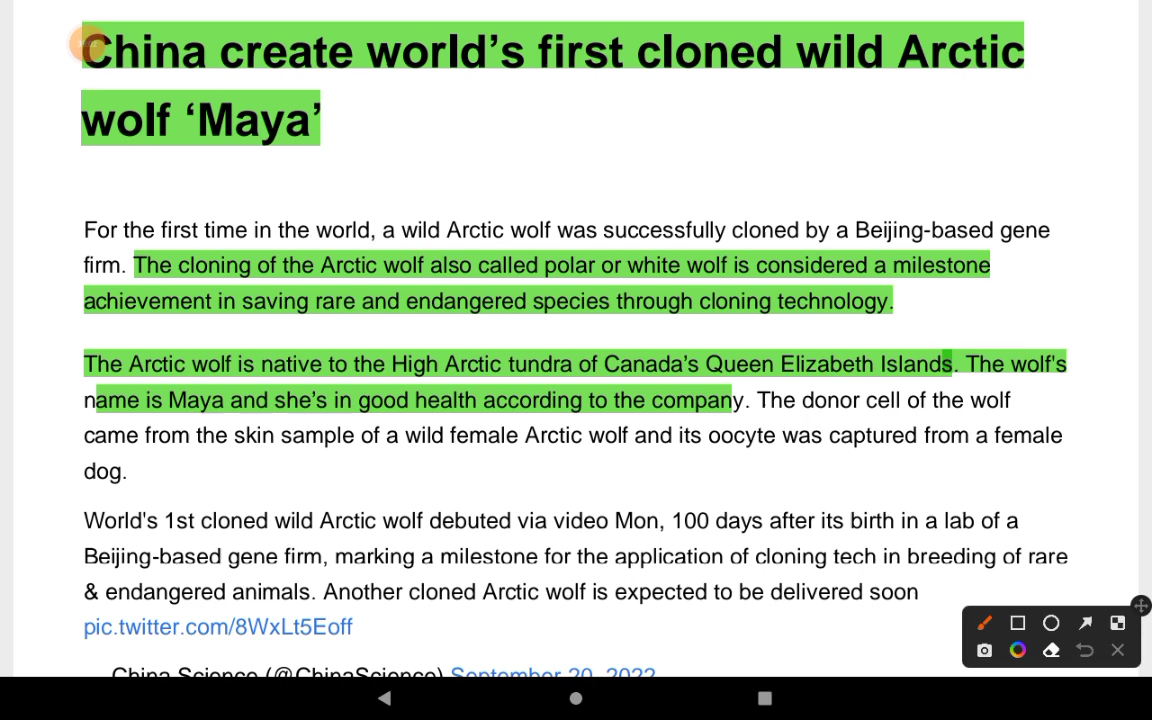 China create world’s first cloned wild Arctic
wolf ‘Maya’
For the first time in the world, a wild Arctic wolf was successfully cloned by a Beijing-based gene
firm. The cloning of the Arctic wolf also called polar or white wolf is considered a milestone
achievement in saving rare and endangered species through cloning technology.
The Arctic wolf is native to the High Arctic tundra of Canada’s Queen Elizabeth Islands. The wolf's
name is Maya and she’s in good health according to the company. The donor cell of the wolf
came from the skin sample of a wild female Arctic wolf and its oocyte was captured from a female
dog.
World's 1st cloned wild Arctic wolf debuted via video Mon, 100 days after its birth in a lab of a
Beijing-based gene firm, marking a milestone for the application of cloning tech in breeding of rare
& endangered animals. Another cloned Arctic wolf is expected to be delivered soon
pic.twitter.com/8WxLt5Eoff
China Science (@ChinaScience) September 20, 2022